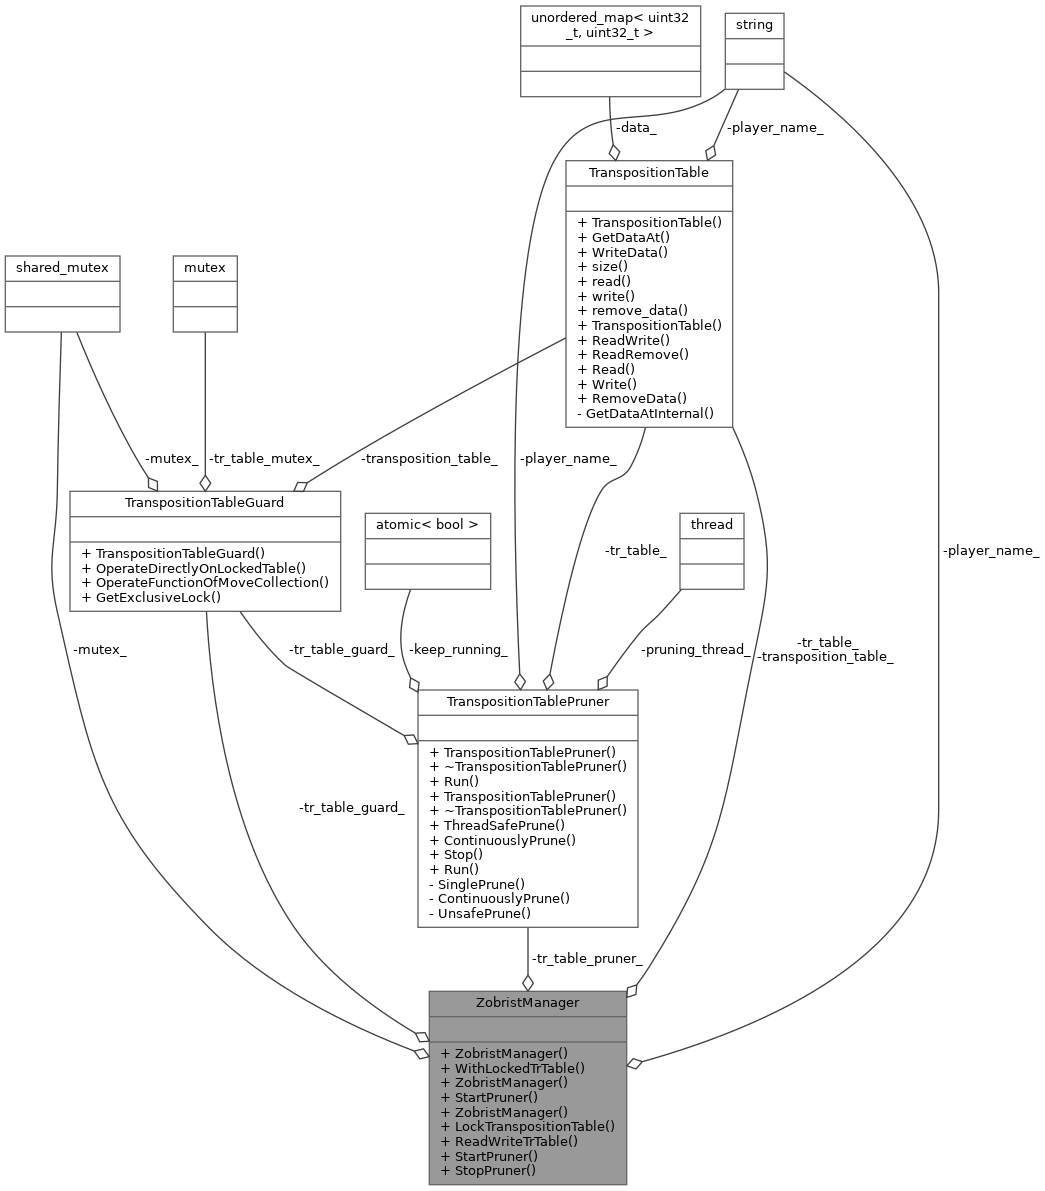 unordered_map< uint32
_t, uint32_t >
string
-data_
-player_name_
TranspositionTable
+ TranspositionTable()
+ GetDataAt()
+ WriteData()
+ size()
+ read()
+ write()
+ remove_data()
+ TranspositionTable()
+ ReadWrite()
+ ReadRemove()
+ Read()
+ Write()
+ RemoveData()
- GetDataAtInternal()
shared_mutex
mutex
-mutex_
-tr_table_mutex_
-transposition_table_
-player_name_
TranspositionTableGuard
+ TranspositionTableGuard()
+ OperateDirectlyOnLockedTable()
+ OperateFunctionOfMoveCollection()
+ GetExclusiveLock()
atomic< bool >
thread
-tr_table_
-player_name_
-mutex_
-tr_table_guard_
-keep_running_
-pruning_thread_
-tr_table_
-transposition_table_
TranspositionTablePruner
+ TranspositionTablePruner()
+ ~TranspositionTablePruner()
+ Run()
+ TranspositionTablePruner()
+ ~TranspositionTablePruner()
+ ThreadSafePrune()
+ ContinuouslyPrune()
+ Stop()
+ Run()
- SinglePrune()
- ContinuouslyPrune()
- UnsafePrune()
-tr_table_guard_
-tr_table_pruner_
ZobristManager
+ ZobristManager()
+ WithLockedTrTable()
+ ZobristManager()
+ StartPruner()
+ ZobristManager()
+ LockTranspositionTable()
+ ReadWriteTrTable()
+ StartPruner()
+ StopPruner()